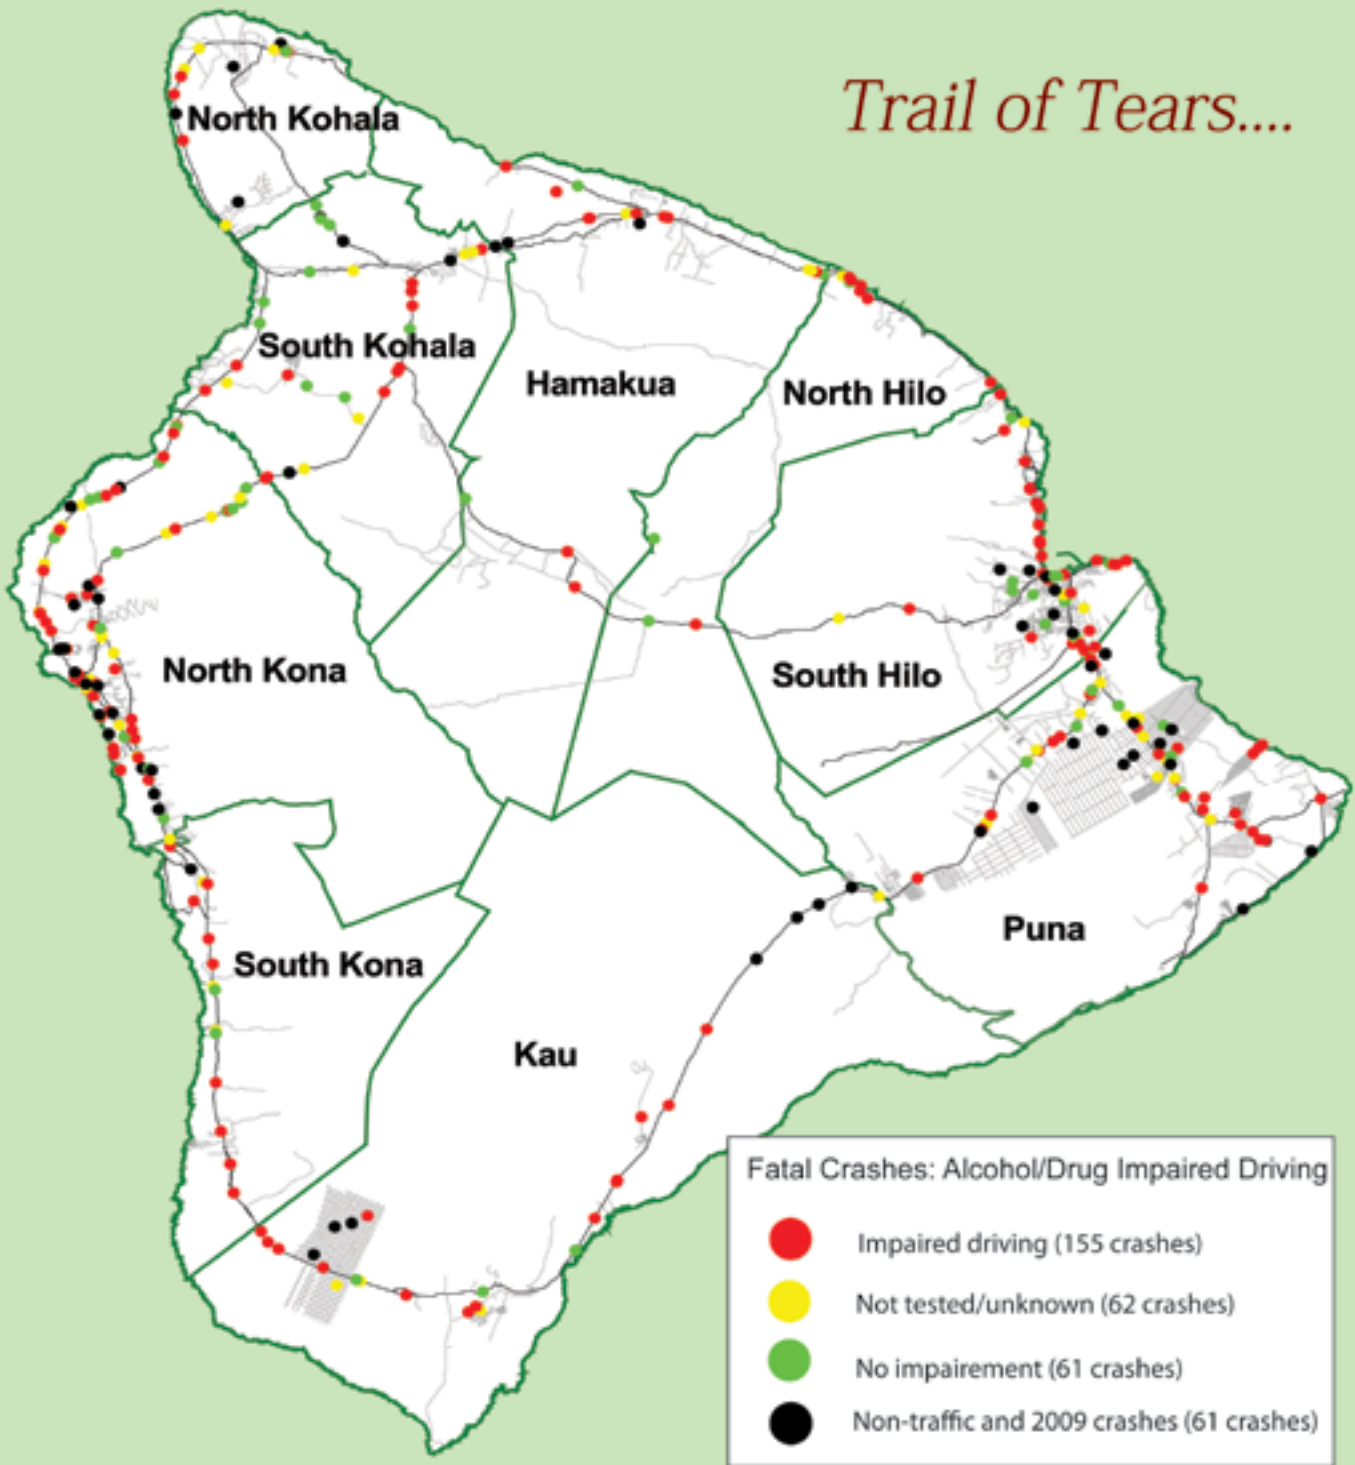 Trail of Tears....
North Kohala
South Kohala
Hamakua
North Hilo
North Kona
South Hilo
Puna
South Kona
Kau
Fatal Crashes: Alcohol/Drug Impaired Driving
Impaired driving (155 crashes)
Not tested/unknown (62 crashes)
No impairement (61 crashes)
Non-traffic and 2009 crashes (61 crashes)